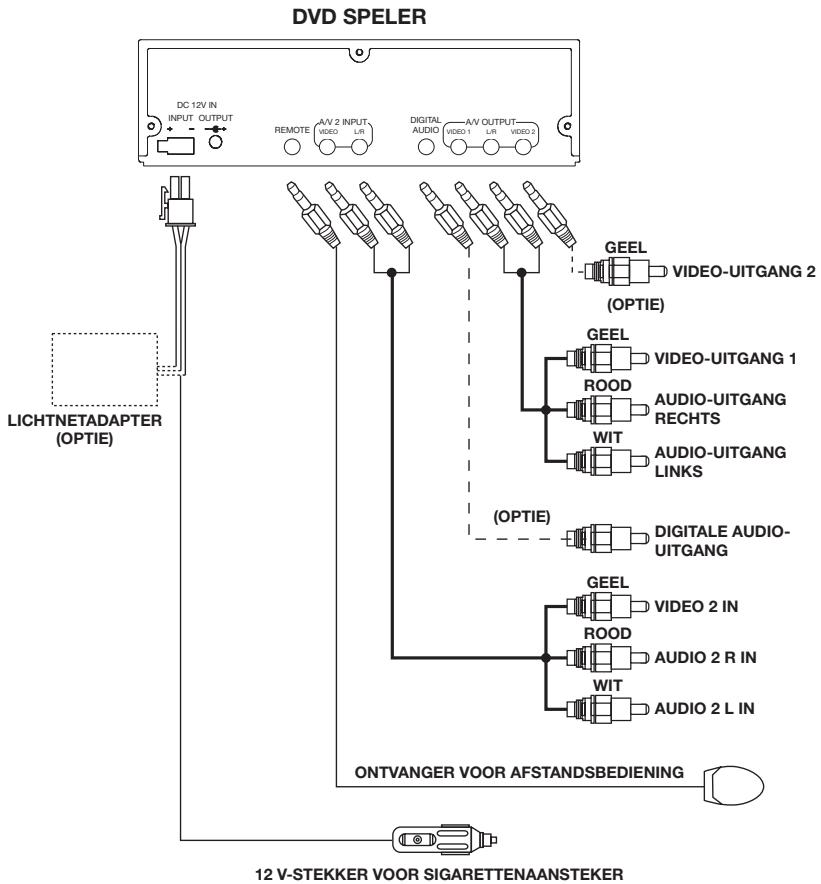 DVD SPELER
DC 12V IN
INPUT OUTPUT
+ - - +
REMOTE
A/V 2 INPUT
VIDEO L/R
DIGITAL
AUDIO
A/V OUTPUT
VIDEO 1 L/R VIDEO 2
GEEL
VIDEO-UITGANG 2
(OPTIE)
GEEL
VIDEO-UITGANG 1
ROOD
AUDIO-UITGANG
RECHTS
WIT
AUDIO-UITGANG
LINKS
LICHTNETADAPTER
(OPTIE)
(OPTIE)
DIGITALE AUDIO-
UITGANG
GEEL
VIDEO 2 IN
ROOD
AUDIO 2 R IN
WIT
AUDIO 2 L IN
ONTVANGER VOOR AFSTANDSBEDIENING
12 V-STEKKER VOOR SIGARETTENAANSTEKER